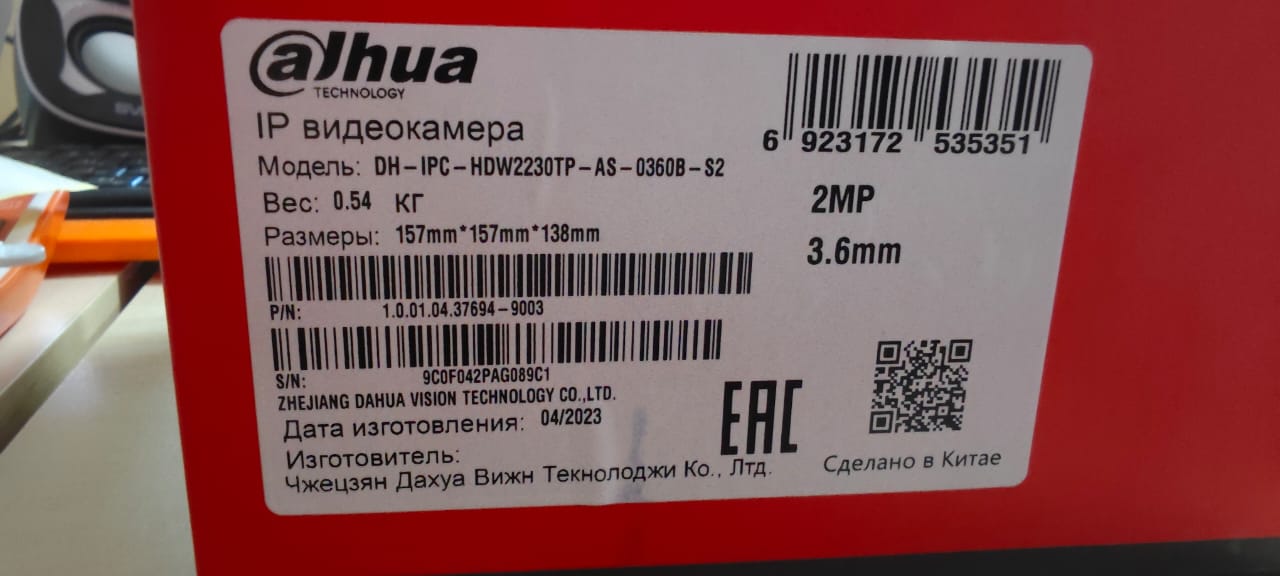 alhua
TECHNOLOGY
IP видеокамера
Модель: DH-IPC-HDW2230TP-AS-0360B-S2
Вес: 0.54 КГ
Размеры: 157mm*157mm*138mm
P/N: 1.0.01.04.37694-9003
S/N: 9C0F042PAG089C1
ZHEJIANG DAHUA VISION TECHNOLOGY CO.,LTD.
Дата изготовления: 04/2023
Изготовитель:
Чжецзян Дахуа Вижн Текнолоджи Ко., Лтд.
6 923172 535351
2MP
3.6mm
EAC
Сделано в Китае